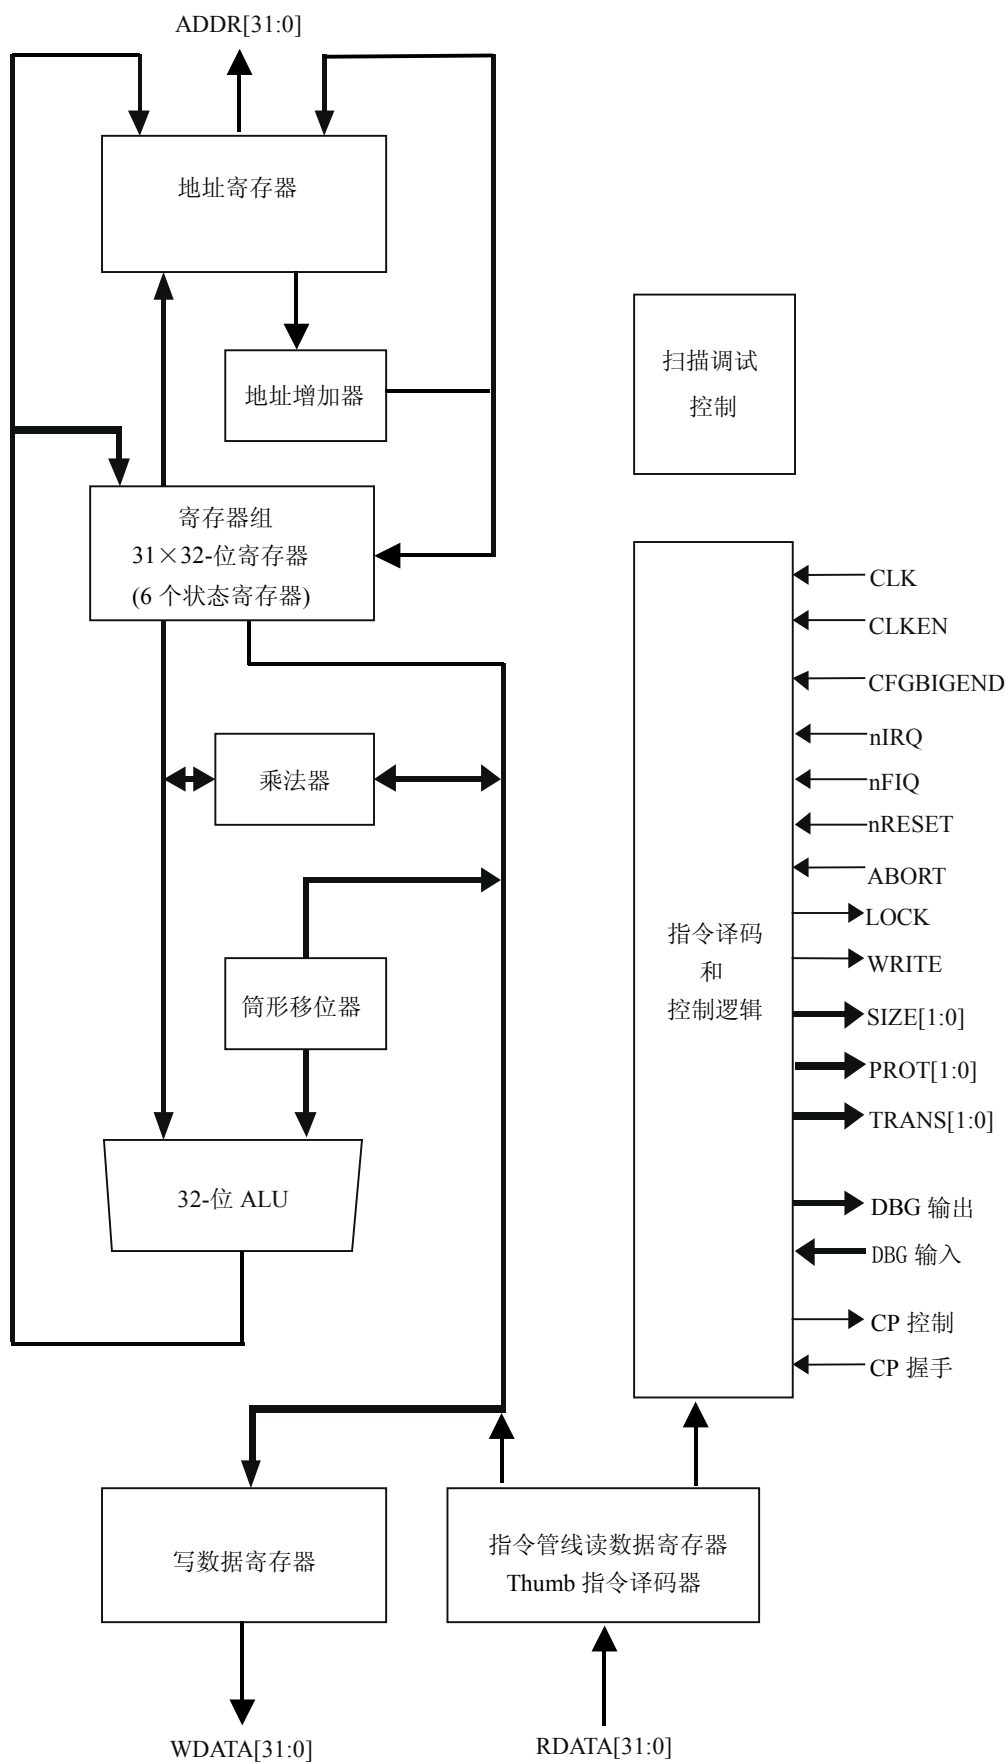 ADDR[31:0]
地址寄存器
地址增加器
寄存器组
31×32-位寄存器
(6 个状态寄存器)
乘法器
筒形移位器
32-位 ALU
写数据寄存器
WDATA[31:0]
扫描调试
控制
指令译码
和
控制逻辑
CLK
CLKEN
CFGBIGEND
nIRQ
nFIQ
nRESET
ABORT
LOCK
WRITE
SIZE[1:0]
PROT[1:0]
TRANS[1:0]
DBG 输出
DBG 输入
CP 控制
CP 握手
指令管线读数据寄存器
Thumb 指令译码器
RDATA[31:0]